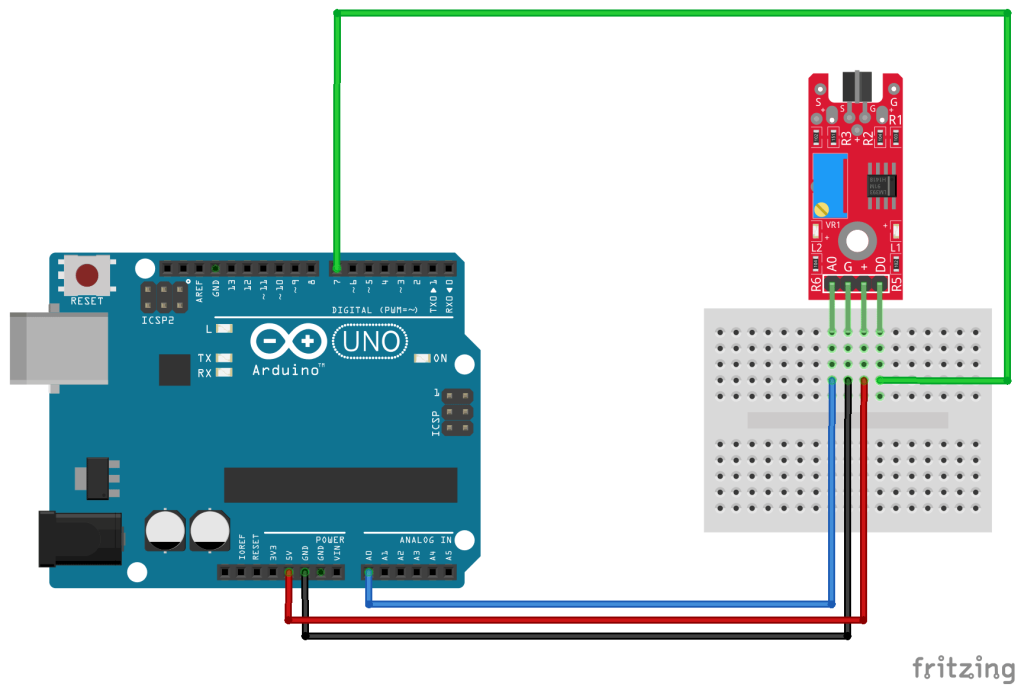 S
G
S
G
+
+
R3
R2
R1
+
VR1
+
+
L2
L1
R6
A0
G
+
D0
R5
RESET
ICSP2
AREF
GND
13
12
~11
~10
~9
8
7
~6
~5
4
~3
2
TX0▶1
RX0◀0
DIGITAL (PWM=~)
L
TX
RX
Arduino™
UNO
ON
1
ICSP
POWER
ANALOG IN
IOREF
RESET
3V3
5V
GND
GND
VIN
A0
A1
A2
A3
A4
A5
fritzing